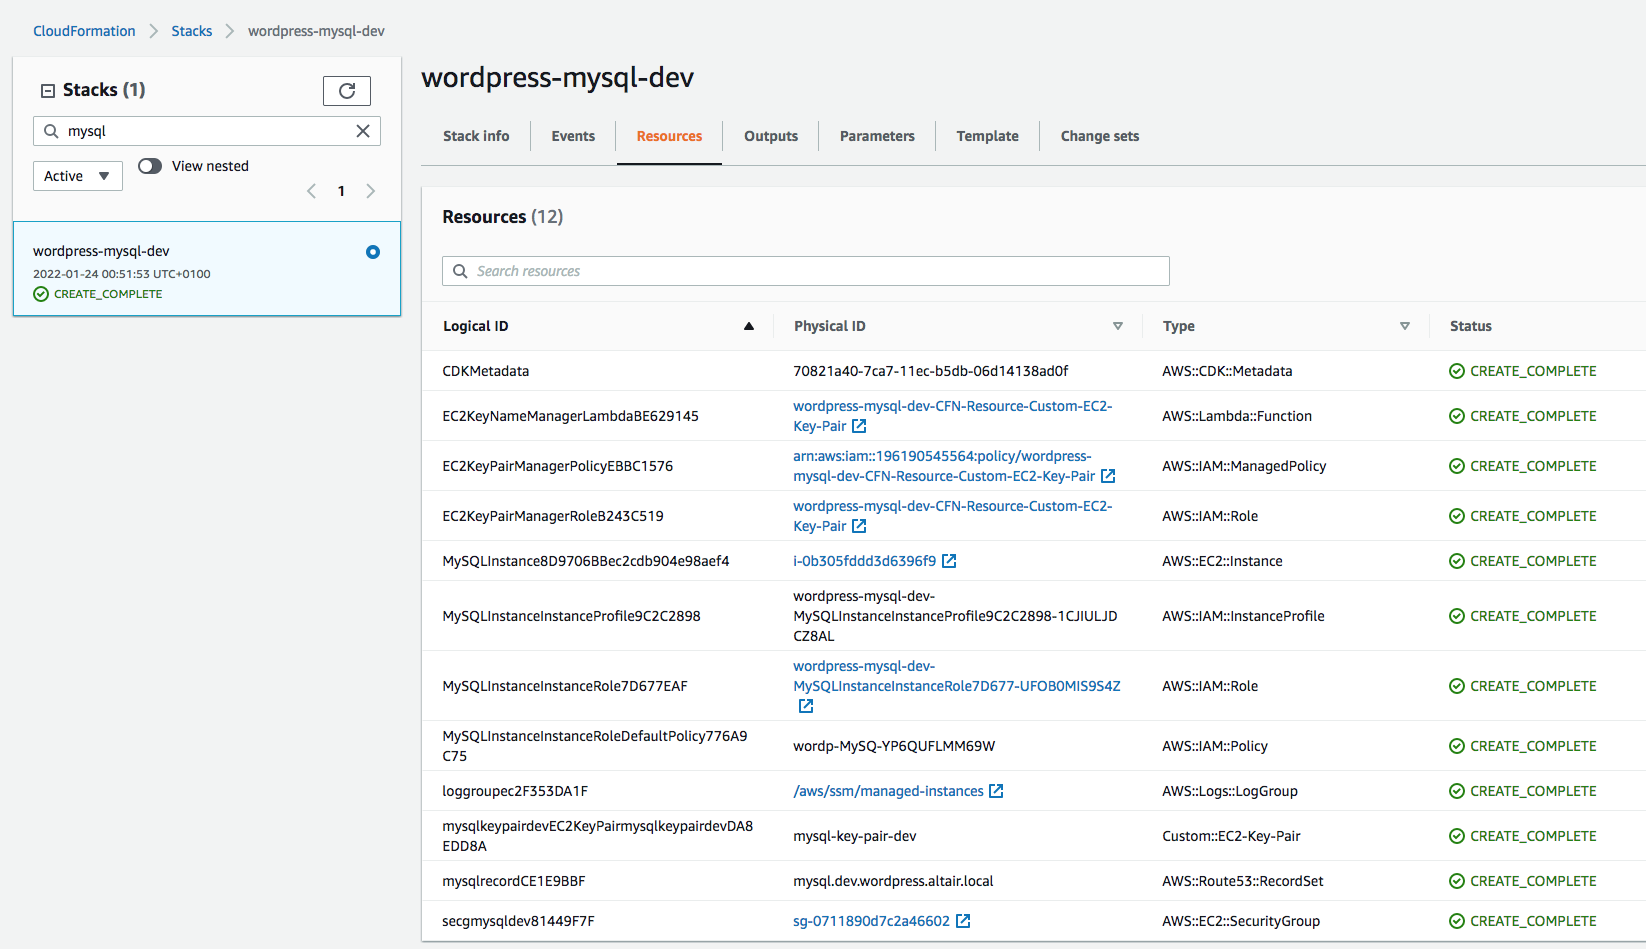 CloudFormation > Stacks > wordpress-mysql-dev
Stacks (1)
mysql
Active
View nested
1
wordpress-mysql-dev
2022-01-24 00:51:53 UTC+0100
CREATE_COMPLETE
wordpress-mysql-dev
Stack info Events Resources Outputs Parameters Template Change sets
Resources (12)
Search resources
Logical ID Physical ID Type Status
CDKMetadata 70821a40-7ca7-11ec-b5db-06d14138ad0f AWS::CDK::Metadata CREATE_COMPLETE
EC2KeyNameManagerLambdaBE629145 wordpress-mysql-dev-CFN-Resource-Custom-EC2- AWS::Lambda::Function CREATE_COMPLETE
Key-Pair
EC2KeyPairManagerPolicyEBBC1576 arn:aws:iam::196190545564:policy/wordpress- AWS::IAM::ManagedPolicy CREATE_COMPLETE
mysql-dev-CFN-Resource-Custom-EC2-Key-Pair
EC2KeyPairManagerRoleB243C519 wordpress-mysql-dev-CFN-Resource-Custom-EC2- AWS::IAM::Role CREATE_COMPLETE
Key-Pair
MySQLInstance8D9706BBec2cdb904e98aef4 i-0b305fddd3d6396f9 AWS::EC2::Instance CREATE_COMPLETE
wordpress-mysql-dev-
MySQLInstanceInstanceProfile9C2C2898 MySQLInstanceInstanceProfile9C2C2898-1CJIULJD AWS::IAM::InstanceProfile CREATE_COMPLETE
CZ8AL
wordpress-mysql-dev-
MySQLInstanceInstanceRole7D677EAF MySQLInstanceInstanceRole7D677-UFOB0MIS9S4Z AWS::IAM::Role CREATE_COMPLETE
MySQLInstanceInstanceRoleDefaultPolicy776A9 wordp-MySQ-YP6QUFLMM69W AWS::IAM::Policy CREATE_COMPLETE
C75
loggroupec2F353DA1F /aws/ssm/managed-instances AWS::Logs::LogGroup CREATE_COMPLETE
mysqlkeypairdevEC2KeyPairmysqlkeypairdevDA8 mysql-key-pair-dev Custom::EC2-Key-Pair CREATE_COMPLETE
EDD8A
mysqlrecordCE1E9BBF mysql.dev.wordpress.altair.local AWS::Route53::RecordSet CREATE_COMPLETE
secgmysqldev81449F7F sg-0711890d7c2a46602 AWS::EC2::SecurityGroup CREATE_COMPLETE